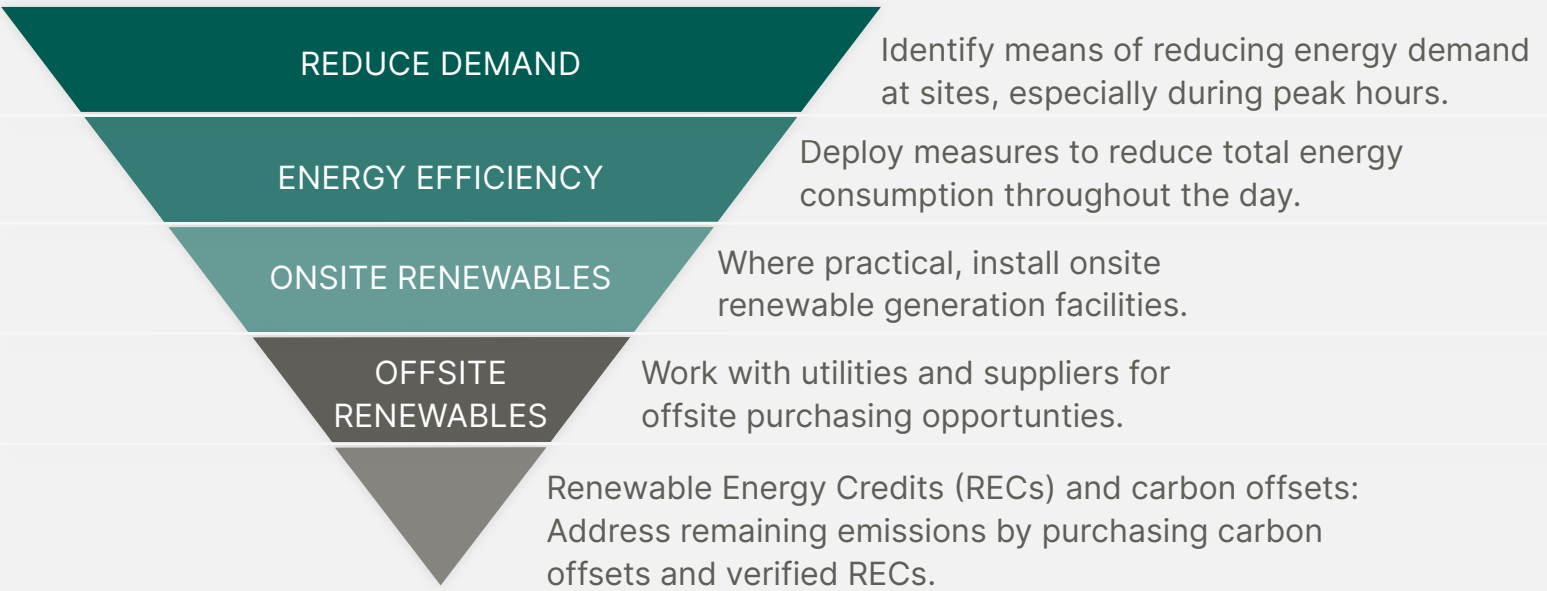 REDUCE DEMAND
Identify means of reducing energy demand
at sites, especially during peak hours.
ENERGY EFFICIENCY
Deploy measures to reduce total energy
consumption throughout the day.
ONSITE RENEWABLES
Where practical, install onsite
renewable generation facilities.
OFFSITE
RENEWABLES
Work with utilities and suppliers for
offsite purchasing opportunties.
Renewable Energy Credits (RECs) and carbon offsets:
Address remaining emissions by purchasing carbon
offsets and verified RECs.